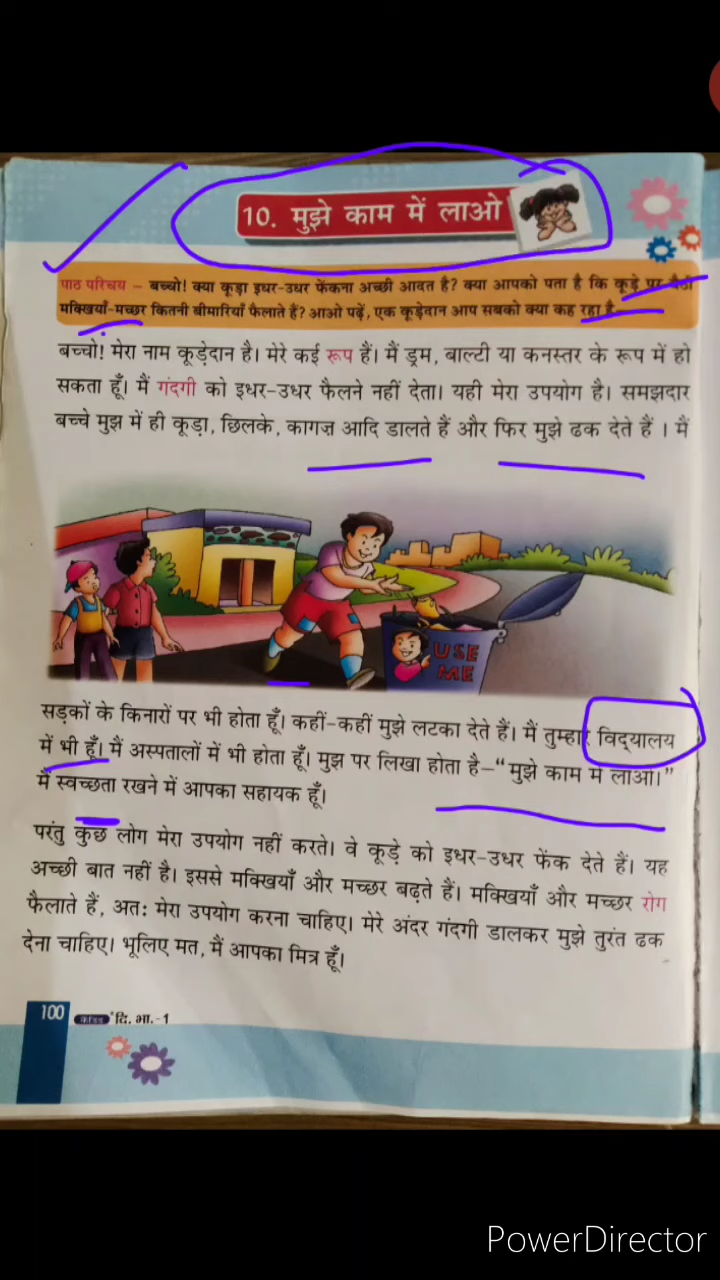 10. मुझे काम में लाओ
पाठ परिचय – बच्चो! क्या कूड़ा इधर-उधर फेंकना अच्छी आदत है? क्या आपको पता है कि कूड़े पर बैठी
मक्खियाँ-मच्छर कितनी बीमारियाँ फैलाते हैं? आओ पढ़ें, एक कूड़ेदान आप सबको क्या कह रहा है–
बच्चो! मेरा नाम कूड़ेदान है। मेरे कई रूप हैं। मैं ड्रम, बाल्टी या कनस्तर के रूप में हो
सकता हूँ। मैं गंदगी को इधर-उधर फैलने नहीं देता। यही मेरा उपयोग है। समझदार
बच्चे मुझ में ही कूड़ा, छिलके, कागज़ आदि डालते हैं और फिर मुझे ढक देते हैं । मैं
USE
ME
सड़कों के किनारों पर भी होता हूँ। कहीं-कहीं मुझे लटका देते हैं। मैं तुम्हारे विद्यालय
में भी हूँ। मैं अस्पतालों में भी होता हूँ। मुझ पर लिखा होता है–“मुझे काम में लाओ।”
मैं स्वच्छता रखने में आपका सहायक हूँ।
परंतु कुछ लोग मेरा उपयोग नहीं करते। वे कूड़े को इधर-उधर फेंक देते हैं। यह
अच्छी बात नहीं है। इससे मक्खियाँ और मच्छर बढ़ते हैं। मक्खियाँ और मच्छर रोग
फैलाते हैं, अतः मेरा उपयोग करना चाहिए। मेरे अंदर गंदगी डालकर मुझे तुरंत ढक
देना चाहिए। भूलिए मत, मैं आपका मित्र हूँ।
100
हि. भा.-1
PowerDirector